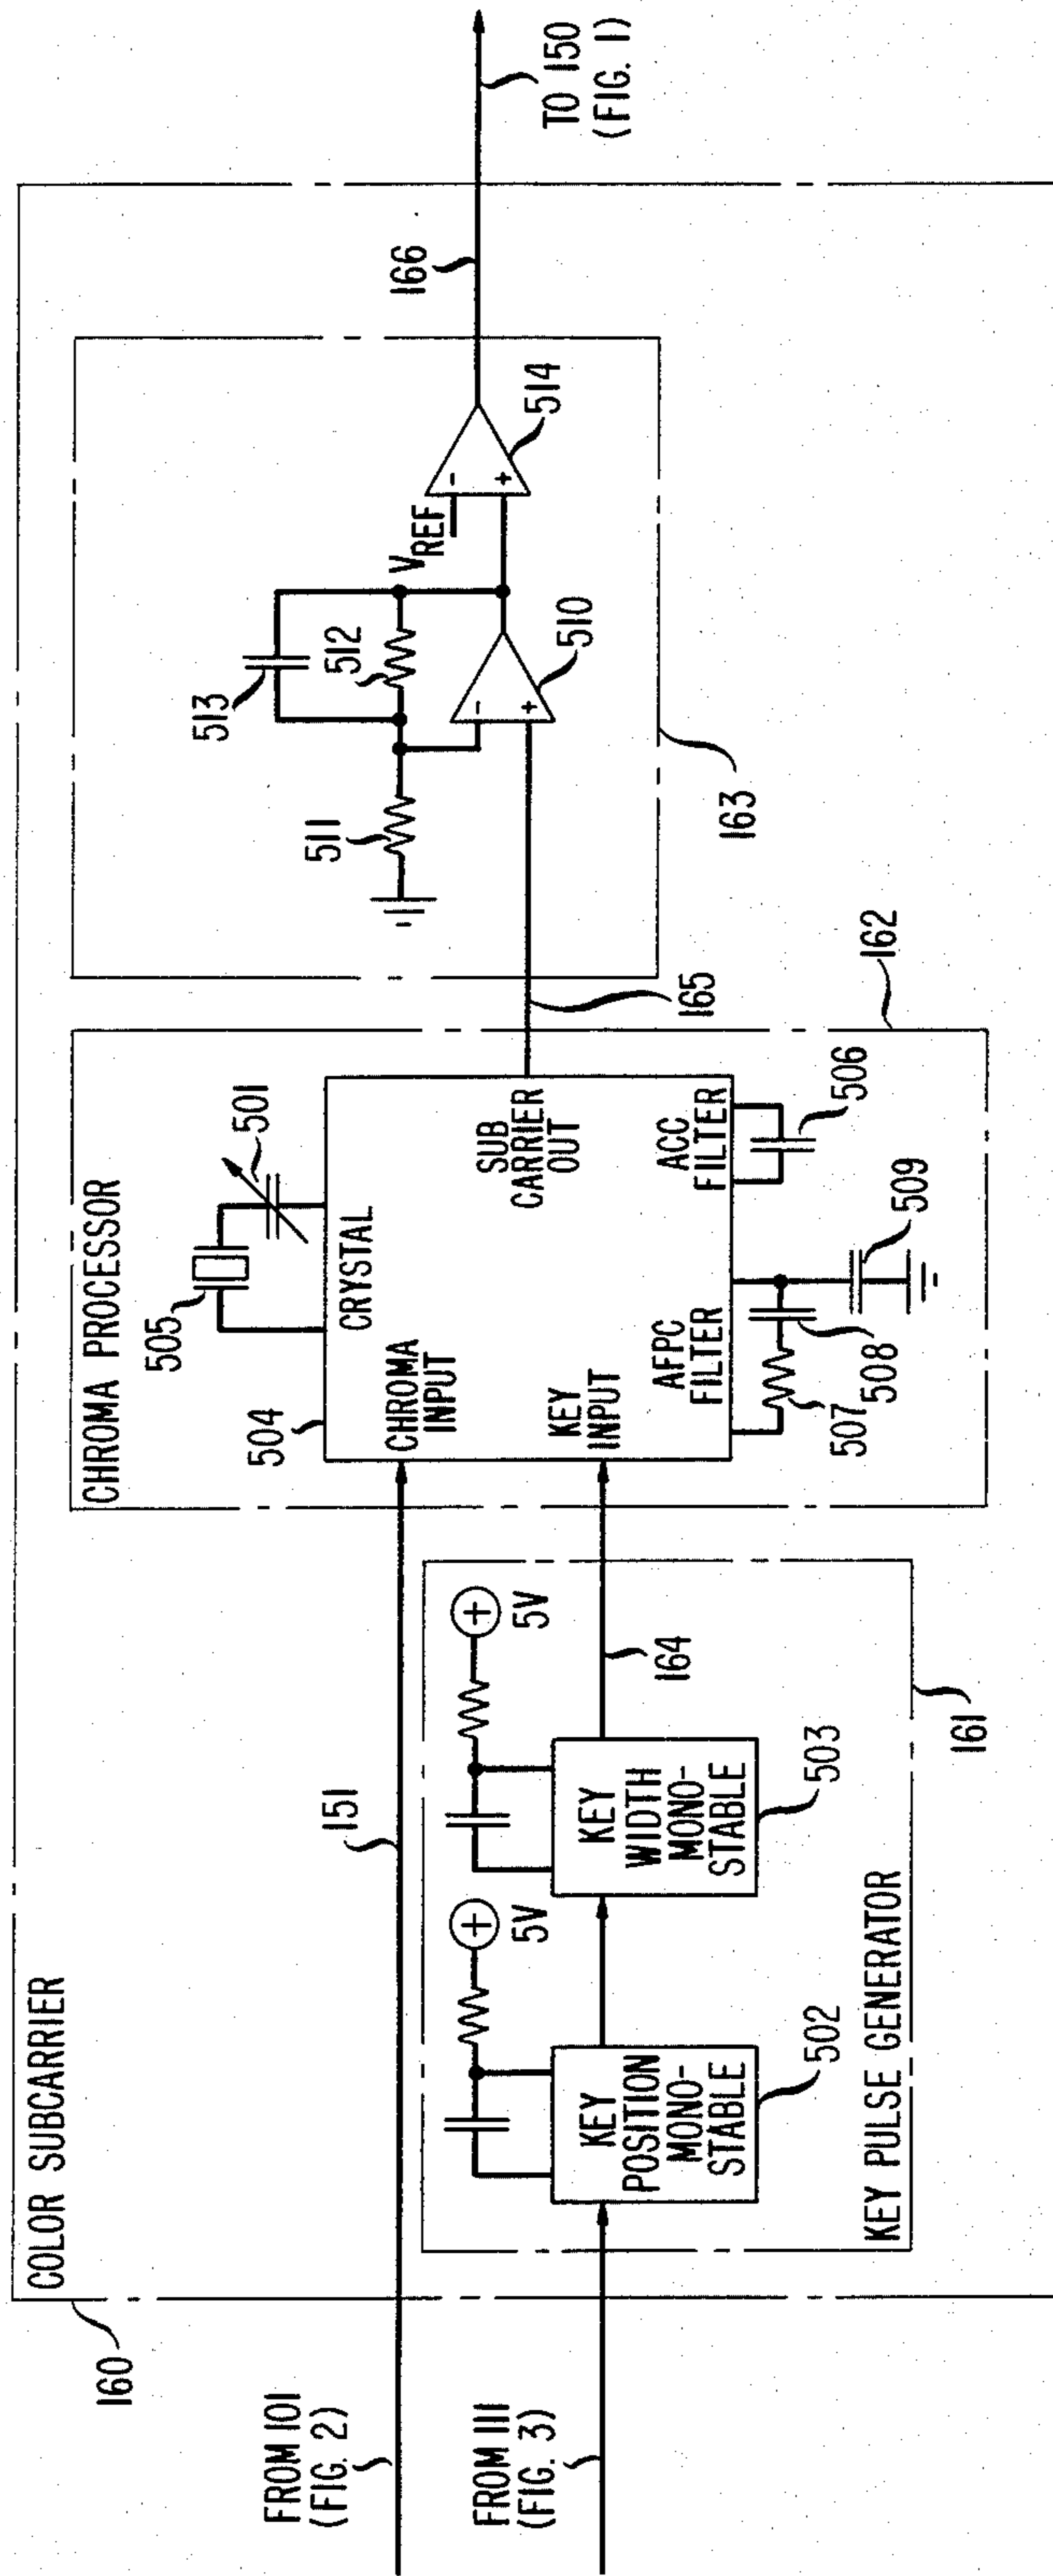 COLOR SUBCARRIER
160
FROM 101
(FIG. 2)
FROM 111
(FIG. 3)
151
KEY
POSITION
MONO-
STABLE
502
5V
KEY
WIDTH
MONO-
STABLE
503
5V
164
161
KEY PULSE GENERATOR
CHROMA PROCESSOR
504
505
501
CRYSTAL
CHROMA
INPUT
KEY
INPUT
SUB
CARRIER
OUT
AFPC
FILTER
ACC
FILTER
507
508
509
506
162
165
163
511
512
513
510
VREF
514
166
TO 150
(FIG. 1)